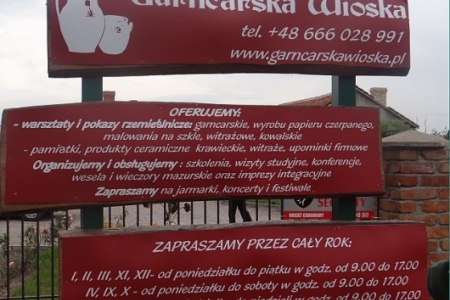 Garncarska Wioska
tel. +48 666 028 991
www.garncarskawioska.pl
OFERUJEMY:
- warsztaty i pokazy rzemieślnicze: garncarskie, wyrobu papieru czerpanego,
malowania na szkle, witrażowe, kowalskie
- pamiatki, produkty ceramiczne krawieckie, witraże, upominki firmowe
Organizujemy i obsługujemy : szkolenia, wizyty studyjne, konferencje,
wesela i wieczory mazurskie oraz imprezy integracyjne
Zapraszamy na jarmarki, koncerty i festiwale
ZAPRASZAMY PRZEZ CAŁY ROK:
I, II, III, XI, XII- od poniedziałku do piatku w godz. od 9.00 do 17.00
IV, IX, X - od poniedziałku do soboty w godz. od 9.00 do 17.00